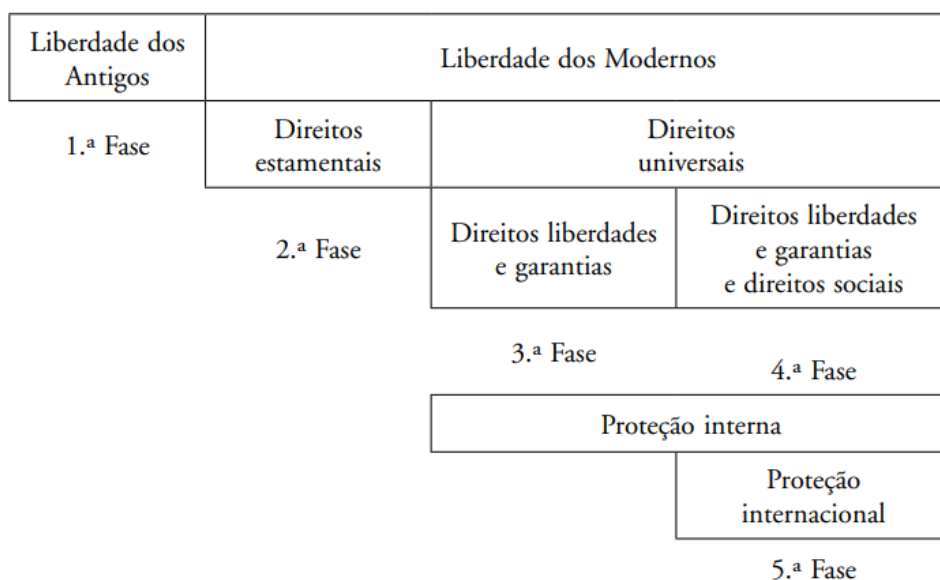 Liberdade dos
Antigos
Liberdade dos Modernos
1.ª Fase
Direitos
estamentais
Direitos
universais
2.ª Fase
Direitos liberdades
e garantias
Direitos liberdades
e garantias
e direitos sociais
3.ª Fase
4.ª Fase
Proteção interna
Proteção
internacional
5.ª Fase